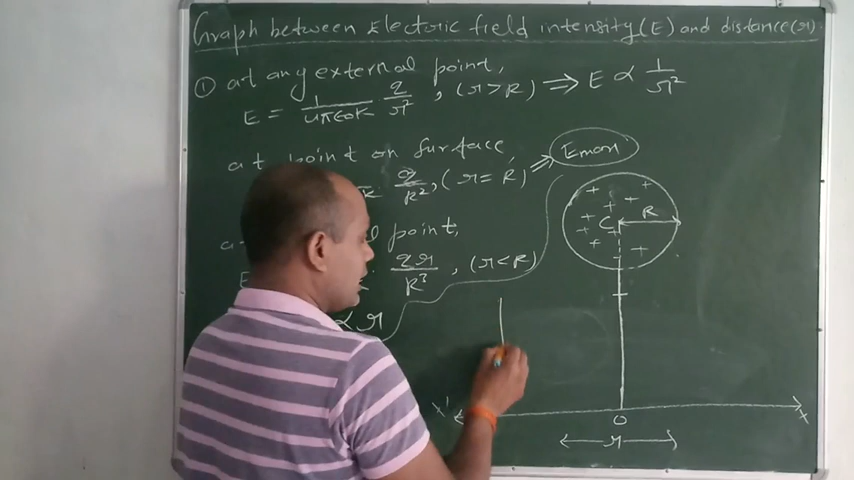 Graph between Electric field intensity (E) and distance (r)
① at any external point,
E = 1/4πϵ0K q/r², (r > R) ⇒ E ∝ 1/r²
at point on surface,
K q/R², (r = R) ⇒ Emax
point,
E qr/R³, (r < R)
∝ r
+ + + + + + + + +
C R
X' O X
r